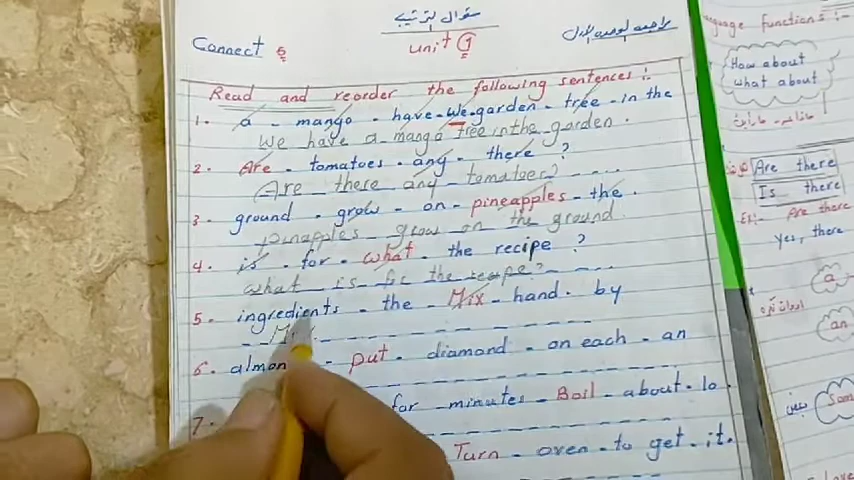 سؤال ترتيب
Connect 5
Unit 1
Read and reorder the following sentences :
1. a - mango - have - we - garden - tree - in the
We have a mango tree in the garden.
2. Are - tomatoes - any - there ?
Are there any tomatoes?
3. ground - grow - on - pineapples - the
pineapples grow on the ground
4. is - for - what - the recipe ?
What is the recipe?
5. ingredients - the - Mix - hand - by
Mix
6. almon - put - diamond - on - each - an
7. for - minutes - Boil - about - 10
Turn - oven - to - get - it
How about
What about
Are there
Is there
Are there
Yes, there
a